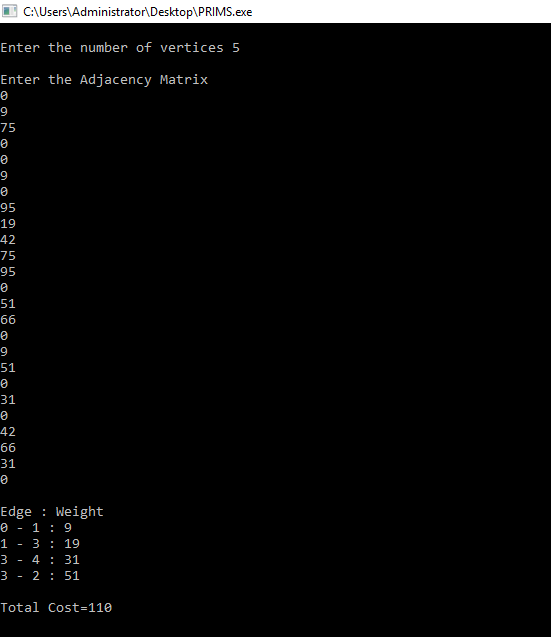 C:\Users\Administrator\Desktop\PRIMS.exe
Enter the number of vertices 5
Enter the Adjacency Matrix
0
9
75
0
0
9
0
95
19
42
75
95
0
51
66
0
9
51
0
31
0
42
66
31
0
Edge : Weight
0 - 1 : 9
1 - 3 : 19
3 - 4 : 31
3 - 2 : 51
Total Cost=110